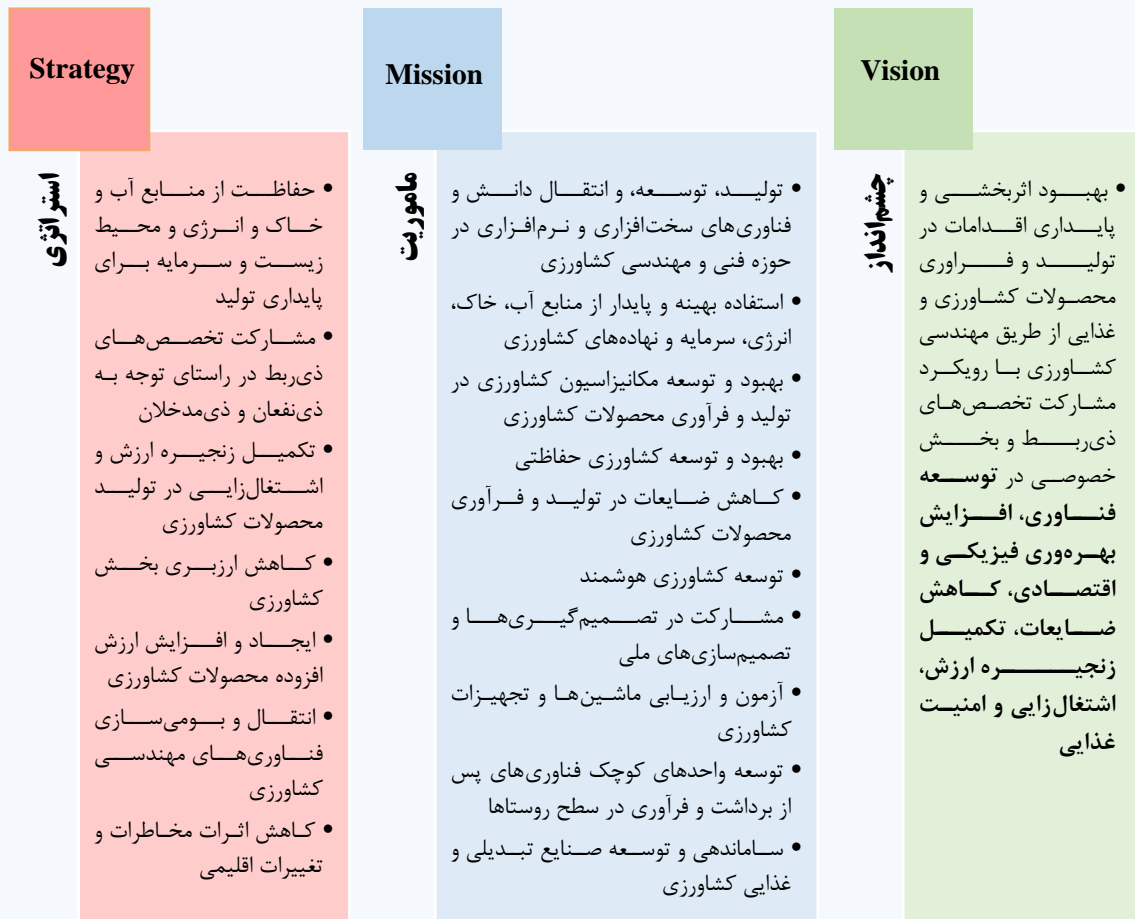 Vision
چشم‌انداز
• بهبود اثربخشی و
پایداری اقدامات در
تولید و فراوری
محصولات کشاورزی و
غذایی از طریق مهندسی
کشاورزی با رویکرد
مشارکت تخصص‌های
ذی‌ربط و بخش
خصوصی در توسعه
فناوری، افزایش
بهره‌وری فیزیکی و
اقتصادی، کاهش
ضایعات، تکمیل
زنجیره ارزش،
اشتغال‌زایی و امنیت
غذایی
Mission
ماموریت
• تولید، توسعه، و انتقال دانش و
فناوری‌های سخت‌افزاری و نرم‌افزاری در
حوزه فنی و مهندسی کشاورزی
• استفاده بهینه و پایدار از منابع آب، خاک،
انرژی، سرمایه و نهاده‌های کشاورزی
• بهبود و توسعه مکانیزاسیون کشاورزی در
تولید و فرآوری محصولات کشاورزی
• بهبود و توسعه کشاورزی حفاظتی
• کاهش ضایعات در تولید و فرآوری
محصولات کشاورزی
• توسعه کشاورزی هوشمند
• مشارکت در تصمیم‌گیری‌ها و
تصمیم‌سازی‌های ملی
• آزمون و ارزیابی ماشین‌ها و تجهیزات
کشاورزی
• توسعه واحدهای کوچک فناوری‌های پس
از برداشت و فرآوری در سطح روستاها
• ساماندهی و توسعه صنایع تبدیلی و
غذایی کشاورزی
Strategy
استراتژی
• حفاظت از منابع آب و
خاک و انرژی و محیط
زیست و سرمایه برای
پایداری تولید
• مشارکت تخصص‌های
ذی‌ربط در راستای توجه به
ذی‌نفعان و ذی‌مدخلان
• تکمیل زنجیره ارزش و
اشتغال‌زایی در تولید
محصولات کشاورزی
• کاهش ارزبری بخش
کشاورزی
• ایجاد و افزایش ارزش
افزوده محصولات کشاورزی
• انتقال و بومی‌سازی
فناوری‌های مهندسی
کشاورزی
• کاهش اثرات مخاطرات و
تغییرات اقلیمی